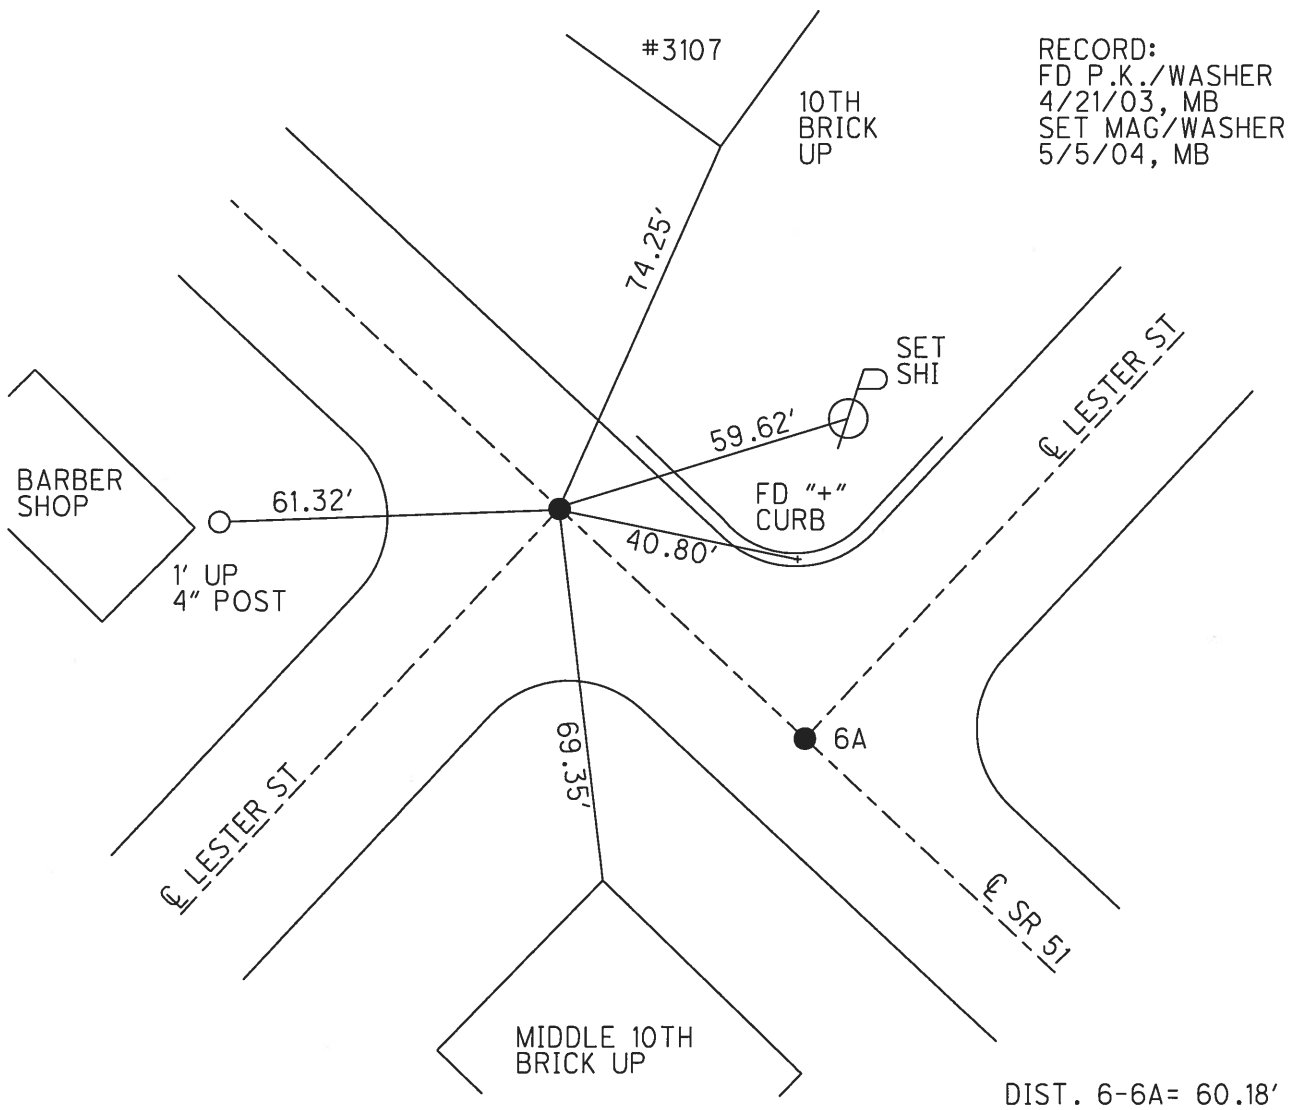 #3107
RECORD:
FD P.K./WASHER
4/21/03, MB
SET MAG/WASHER
5/5/04, MB
10TH
BRICK
UP
74.25'
SET
SHI
59.62'
℄ LESTER ST
BARBER
SHOP
61.32'
FD "+"
CURB
40.80'
1' UP
4" POST
69.35'
6A
℄ LESTER ST
℄ SR 51
MIDDLE 10TH
BRICK UP
DIST. 6-6A= 60.18'